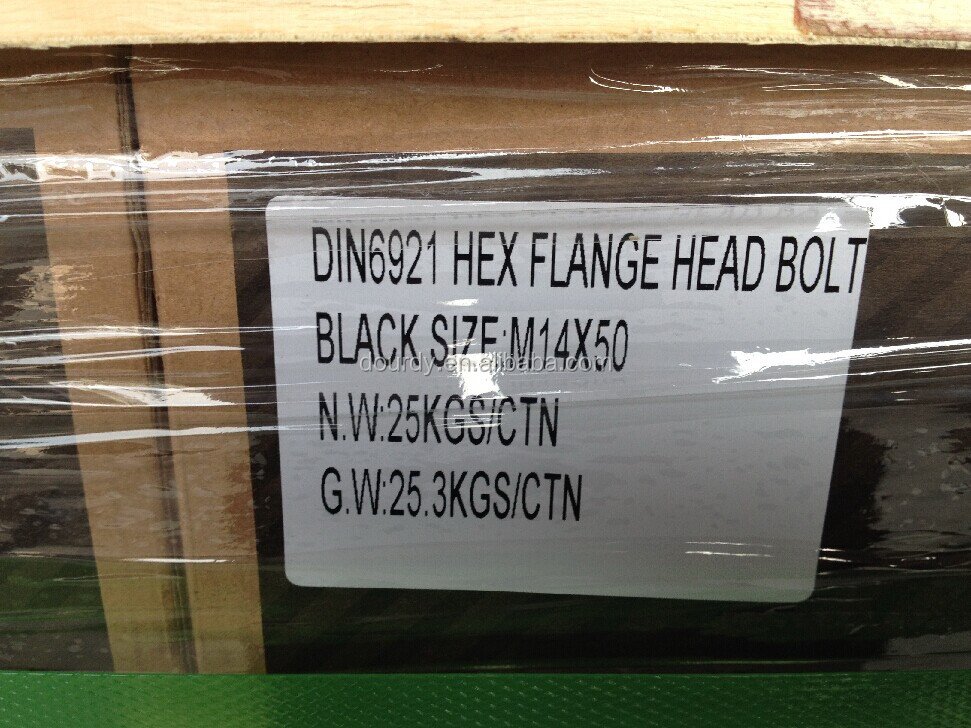 DIN6921 HEX FLANGE HEAD BOLT
BLACK SIZE:M14X50
dourdy.en.alibaba.com
N.W:25KGS/CTN
G.W:25.3KGS/CTN